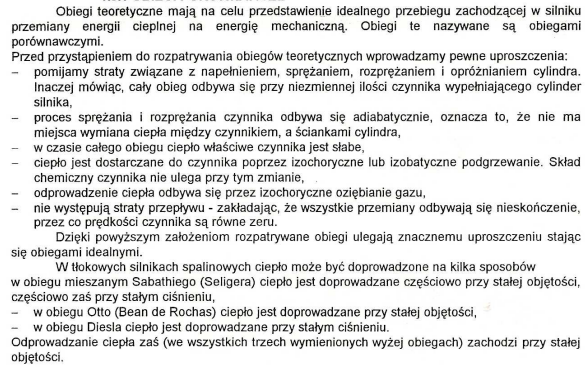 Obiegi teoretyczne mają na celu przedstawienie idealnego przebiegu zachodzącej w silniku
przemiany energii cieplnej na energię mechaniczną. Obiegi te nazywane są obiegami
porównawczymi.
Przed przystąpieniem do rozpatrywania obiegów teoretycznych wprowadzamy pewne uproszczenia:
– pomijamy straty związane z napełnieniem, sprężaniem, rozprężaniem i opróżnianiem cylindra.
Inaczej mówiąc, cały obieg odbywa się przy niezmiennej ilości czynnika wypełniającego cylinder
silnika,
– proces sprężania i rozprężania czynnika odbywa się adiabatycznie, oznacza to, że nie ma
miejsca wymiana ciepła między czynnikiem, a ściankami cylindra,
– w czasie całego obiegu ciepło właściwe czynnika jest słabe,
– ciepło jest dostarczane do czynnika poprzez izochoryczne lub izobatyczne podgrzewanie. Skład
chemiczny czynnika nie ulega przy tym zmianie,
– odprowadzenie ciepła odbywa się przez izochoryczne oziębianie gazu,
– nie występują straty przepływu - zakładając, że wszystkie przemiany odbywają się nieskończenie,
przez co prędkości czynnika są równe zeru.
Dzięki powyższym założeniom rozpatrywane obiegi ulegają znacznemu uproszczeniu stając
się obiegami idealnymi.
W tłokowych silnikach spalinowych ciepło może być doprowadzone na kilka sposobów
w obiegu mieszanym Sabathiego (Seligera) ciepło jest doprowadzane częściowo przy stałej objętości,
częściowo zaś przy stałym ciśnieniu,
– w obiegu Otto (Bean de Rochas) ciepło jest doprowadzane przy stałej objętości,
– w obiegu Diesla ciepło jest doprowadzane przy stałym ciśnieniu.
Odprowadzanie ciepła zaś (we wszystkich trzech wymienionych wyżej obiegach) zachodzi przy stałej
objętości.